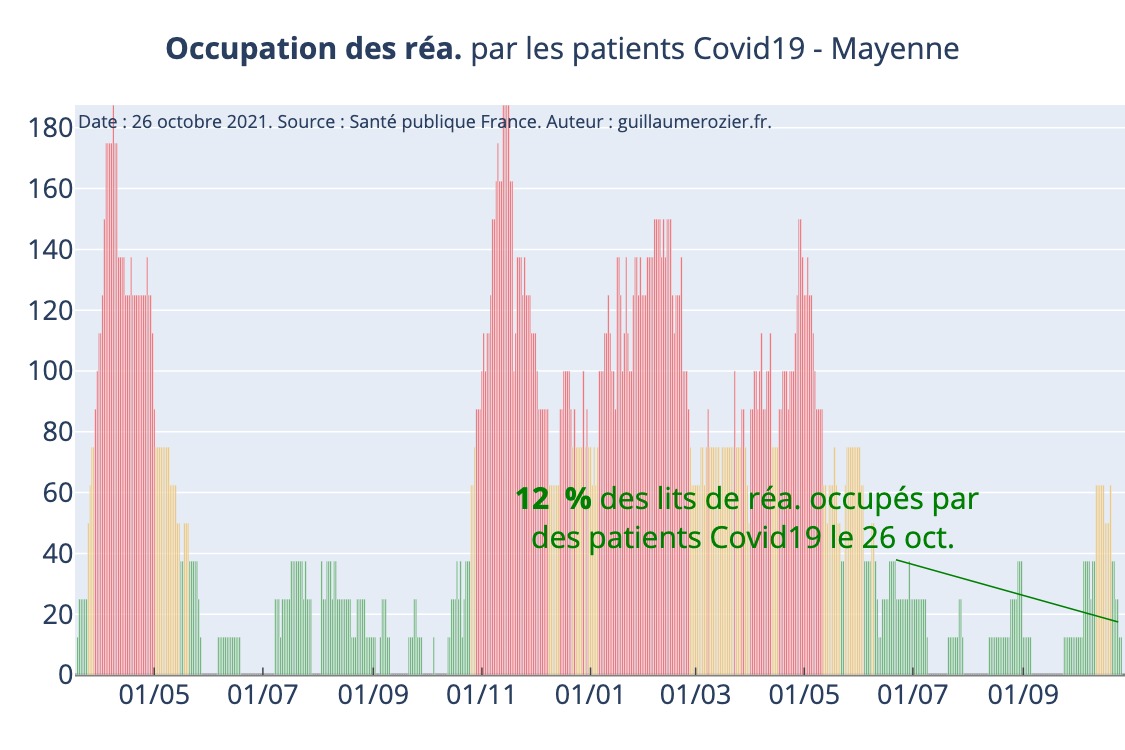 Occupation des réa. par les patients Covid19 - Mayenne
Date : 26 octobre 2021. Source : Santé publique France. Auteur : guillaumerozier.fr.
180
160
140
120
100
80
60
40
20
0
12 % des lits de réa. occupés par
des patients Covid19 le 26 oct.
01/05 01/07 01/09 01/11 01/01 01/03 01/05 01/07 01/09